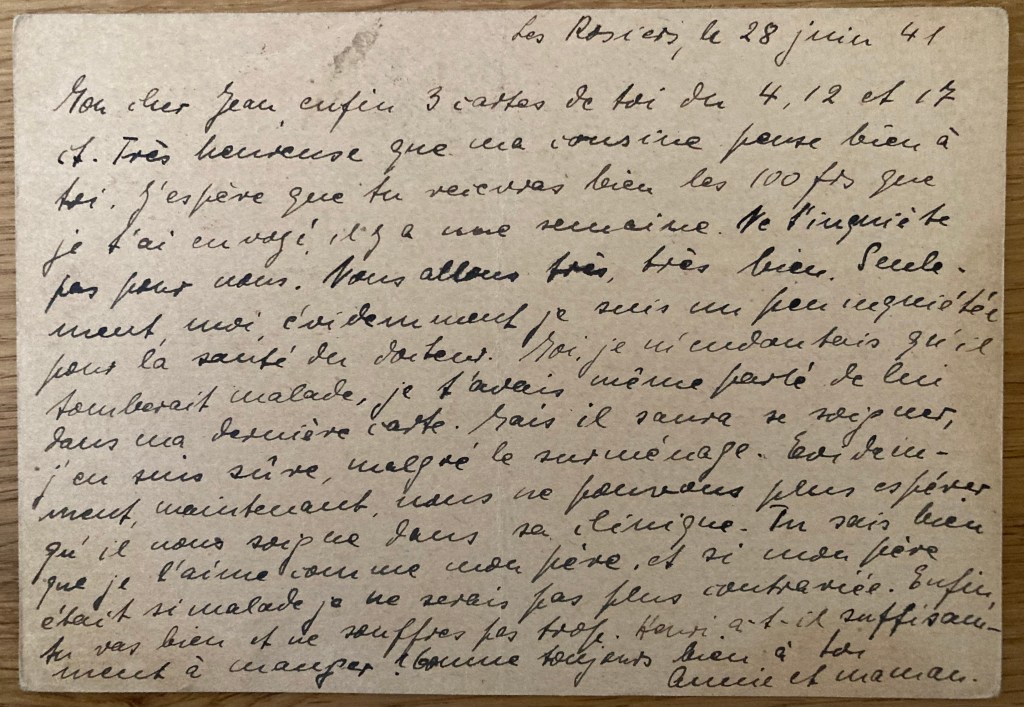 Les Rosiers, le 28 juin 41
Mon cher Jean, enfin 3 cartes de toi du 4, 12 et 17
ct. Très heureuse que ma cousine pense bien à
toi. J'espère que tu recevras bien les 100 frs que
je t'ai envoyé il y a une semaine. Ne t'inquiète
pas pour nous. Nous allons très, très bien. Seule-
ment moi évidemment je suis un peu inquiétée
pour la santé du docteur. Moi, je m'en doutais qu'il
tomberait malade, je t'avais même parlé de lui
dans ma dernière carte. Mais il saura se soigner,
j'en suis sûre, malgré le surménage. Evidem-
ment, maintenant, nous ne pouvons plus espérer
qu'il nous soigne dans sa clinique. Tu sais bien
que je l'aime comme mon père, et si mon père
était si malade je ne serais pas plus contrariée. Enfin,
tu vas bien et ne souffres pas trop. Henri a-t-il suffisam-
ment à manger? Comme toujours bien à toi
Annie et maman.